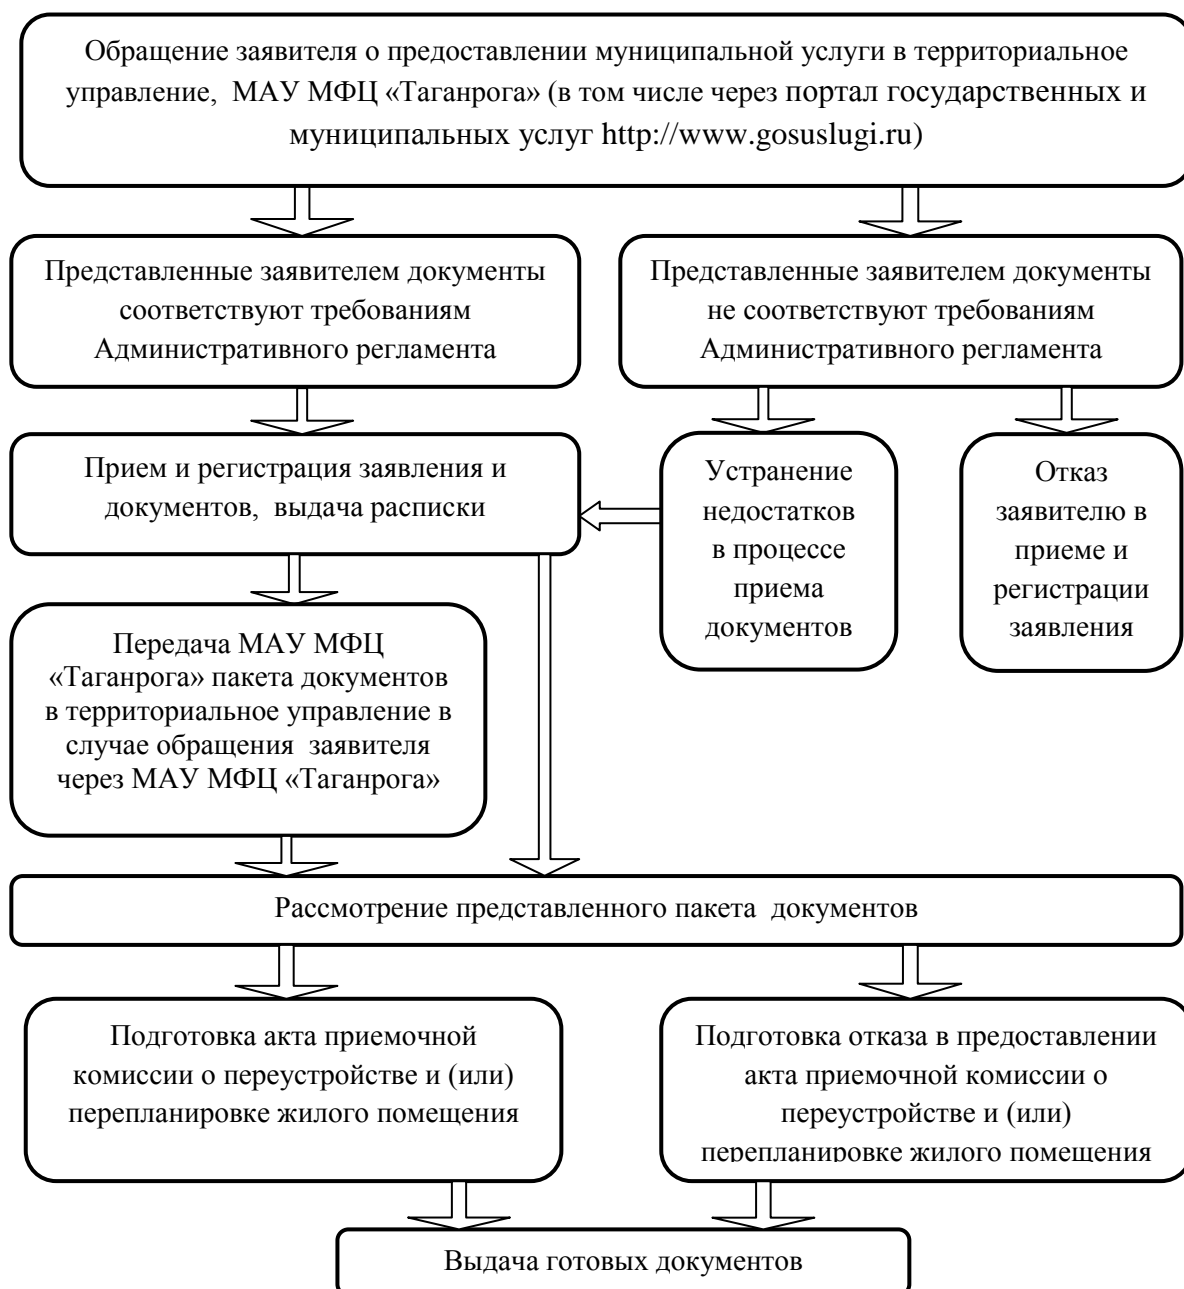 Обращение заявителя о предоставлении муниципальной услуги в территориальное
управление, МАУ МФЦ «Таганрога» (в том числе через портал государственных и
муниципальных услуг http://www.gosuslugi.ru)
Представленные заявителем документы
соответствуют требованиям
Административного регламента
Представленные заявителем документы
не соответствуют требованиям
Административного регламента
Прием и регистрация заявления и
документов, выдача расписки
Устранение
недостатков
в процессе
приема
документов
Отказ
заявителю в
приеме и
регистрации
заявления
Передача МАУ МФЦ
«Таганрога» пакета документов
в территориальное управление в
случае обращения заявителя
через МАУ МФЦ «Таганрога»
Рассмотрение представленного пакета документов
Подготовка акта приемочной
комиссии о переустройстве и (или)
перепланировке жилого помещения
Подготовка отказа в предоставлении
акта приемочной комиссии о
переустройстве и (или)
перепланировке жилого помещения
Выдача готовых документов